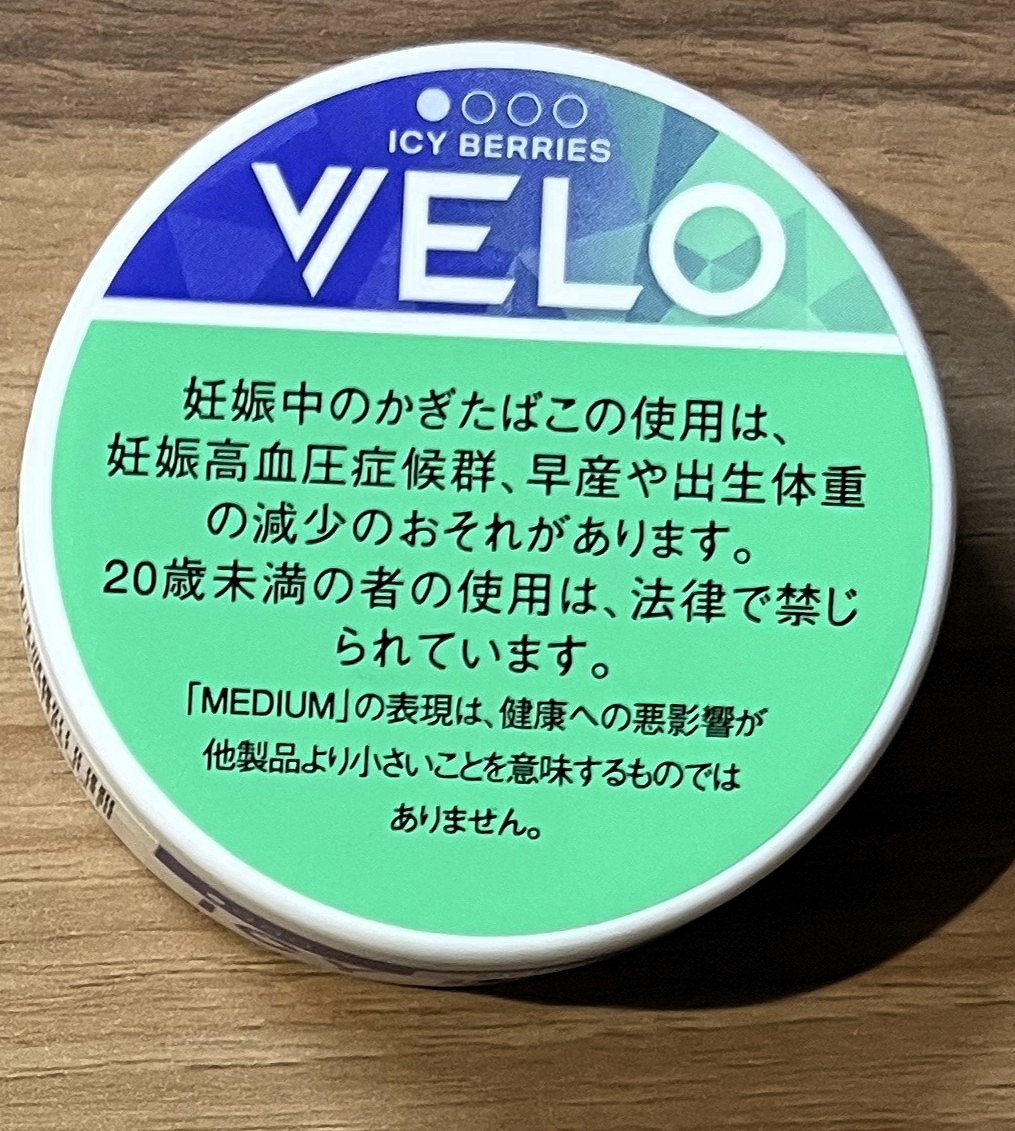 ICY BERRIES
VELO
妊娠中のかぎたばこの使用は、
妊娠高血圧症候群、早産や出生体重
の減少のおそれがあります。
20歳未満の者の使用は、法律で禁じ
られています。
「MEDIUM」の表現は、健康への悪影響が
他製品より小さいことを意味するものでは
ありません。